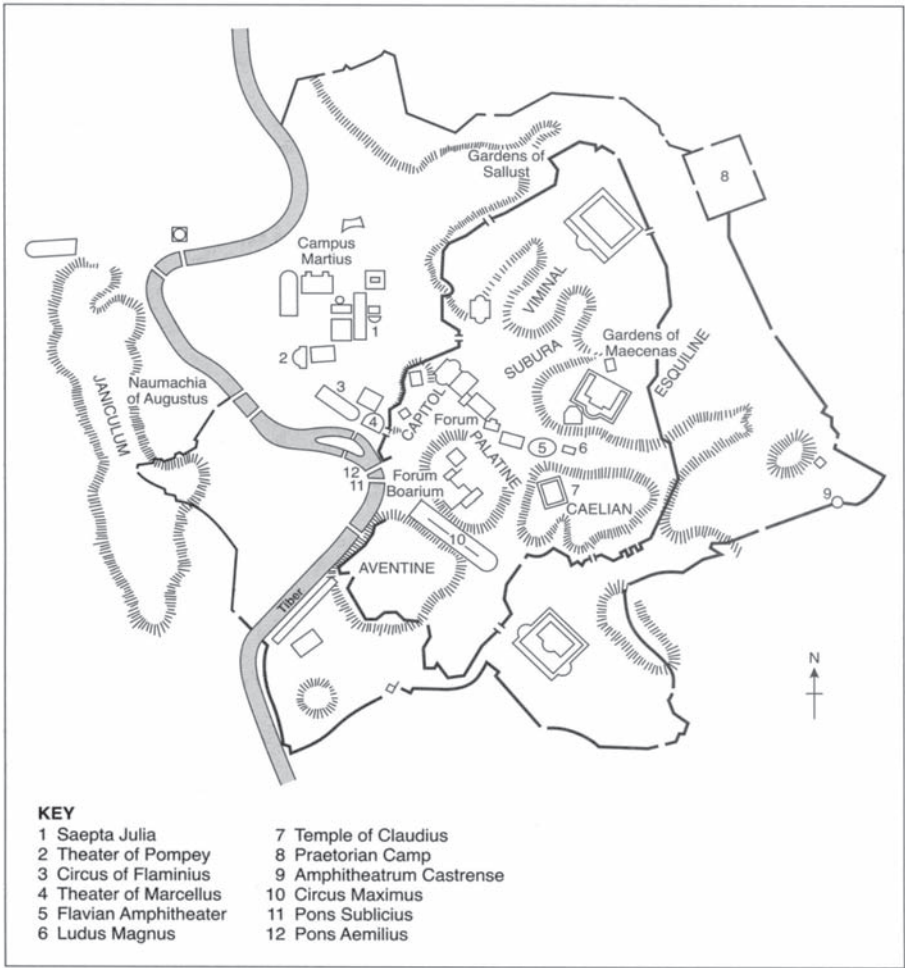 Gardens of
Sallust
8
Campus
Martius
1
VIMINAL
Gardens of
Maecenas
SUBURA
ESQUILINE
2
JANICULUM
Naumachia
of Augustus
3
4
CAPITOL
Forum
5
6
PALATINE
12
11
Forum
Boarium
7
CAELIAN
9
10
AVENTINE
Tiber
N
KEY
1 Saepta Julia
2 Theater of Pompey
3 Circus of Flaminius
4 Theater of Marcellus
5 Flavian Amphitheater
6 Ludus Magnus
7 Temple of Claudius
8 Praetorian Camp
9 Amphitheatrum Castrense
10 Circus Maximus
11 Pons Sublicius
12 Pons Aemilius